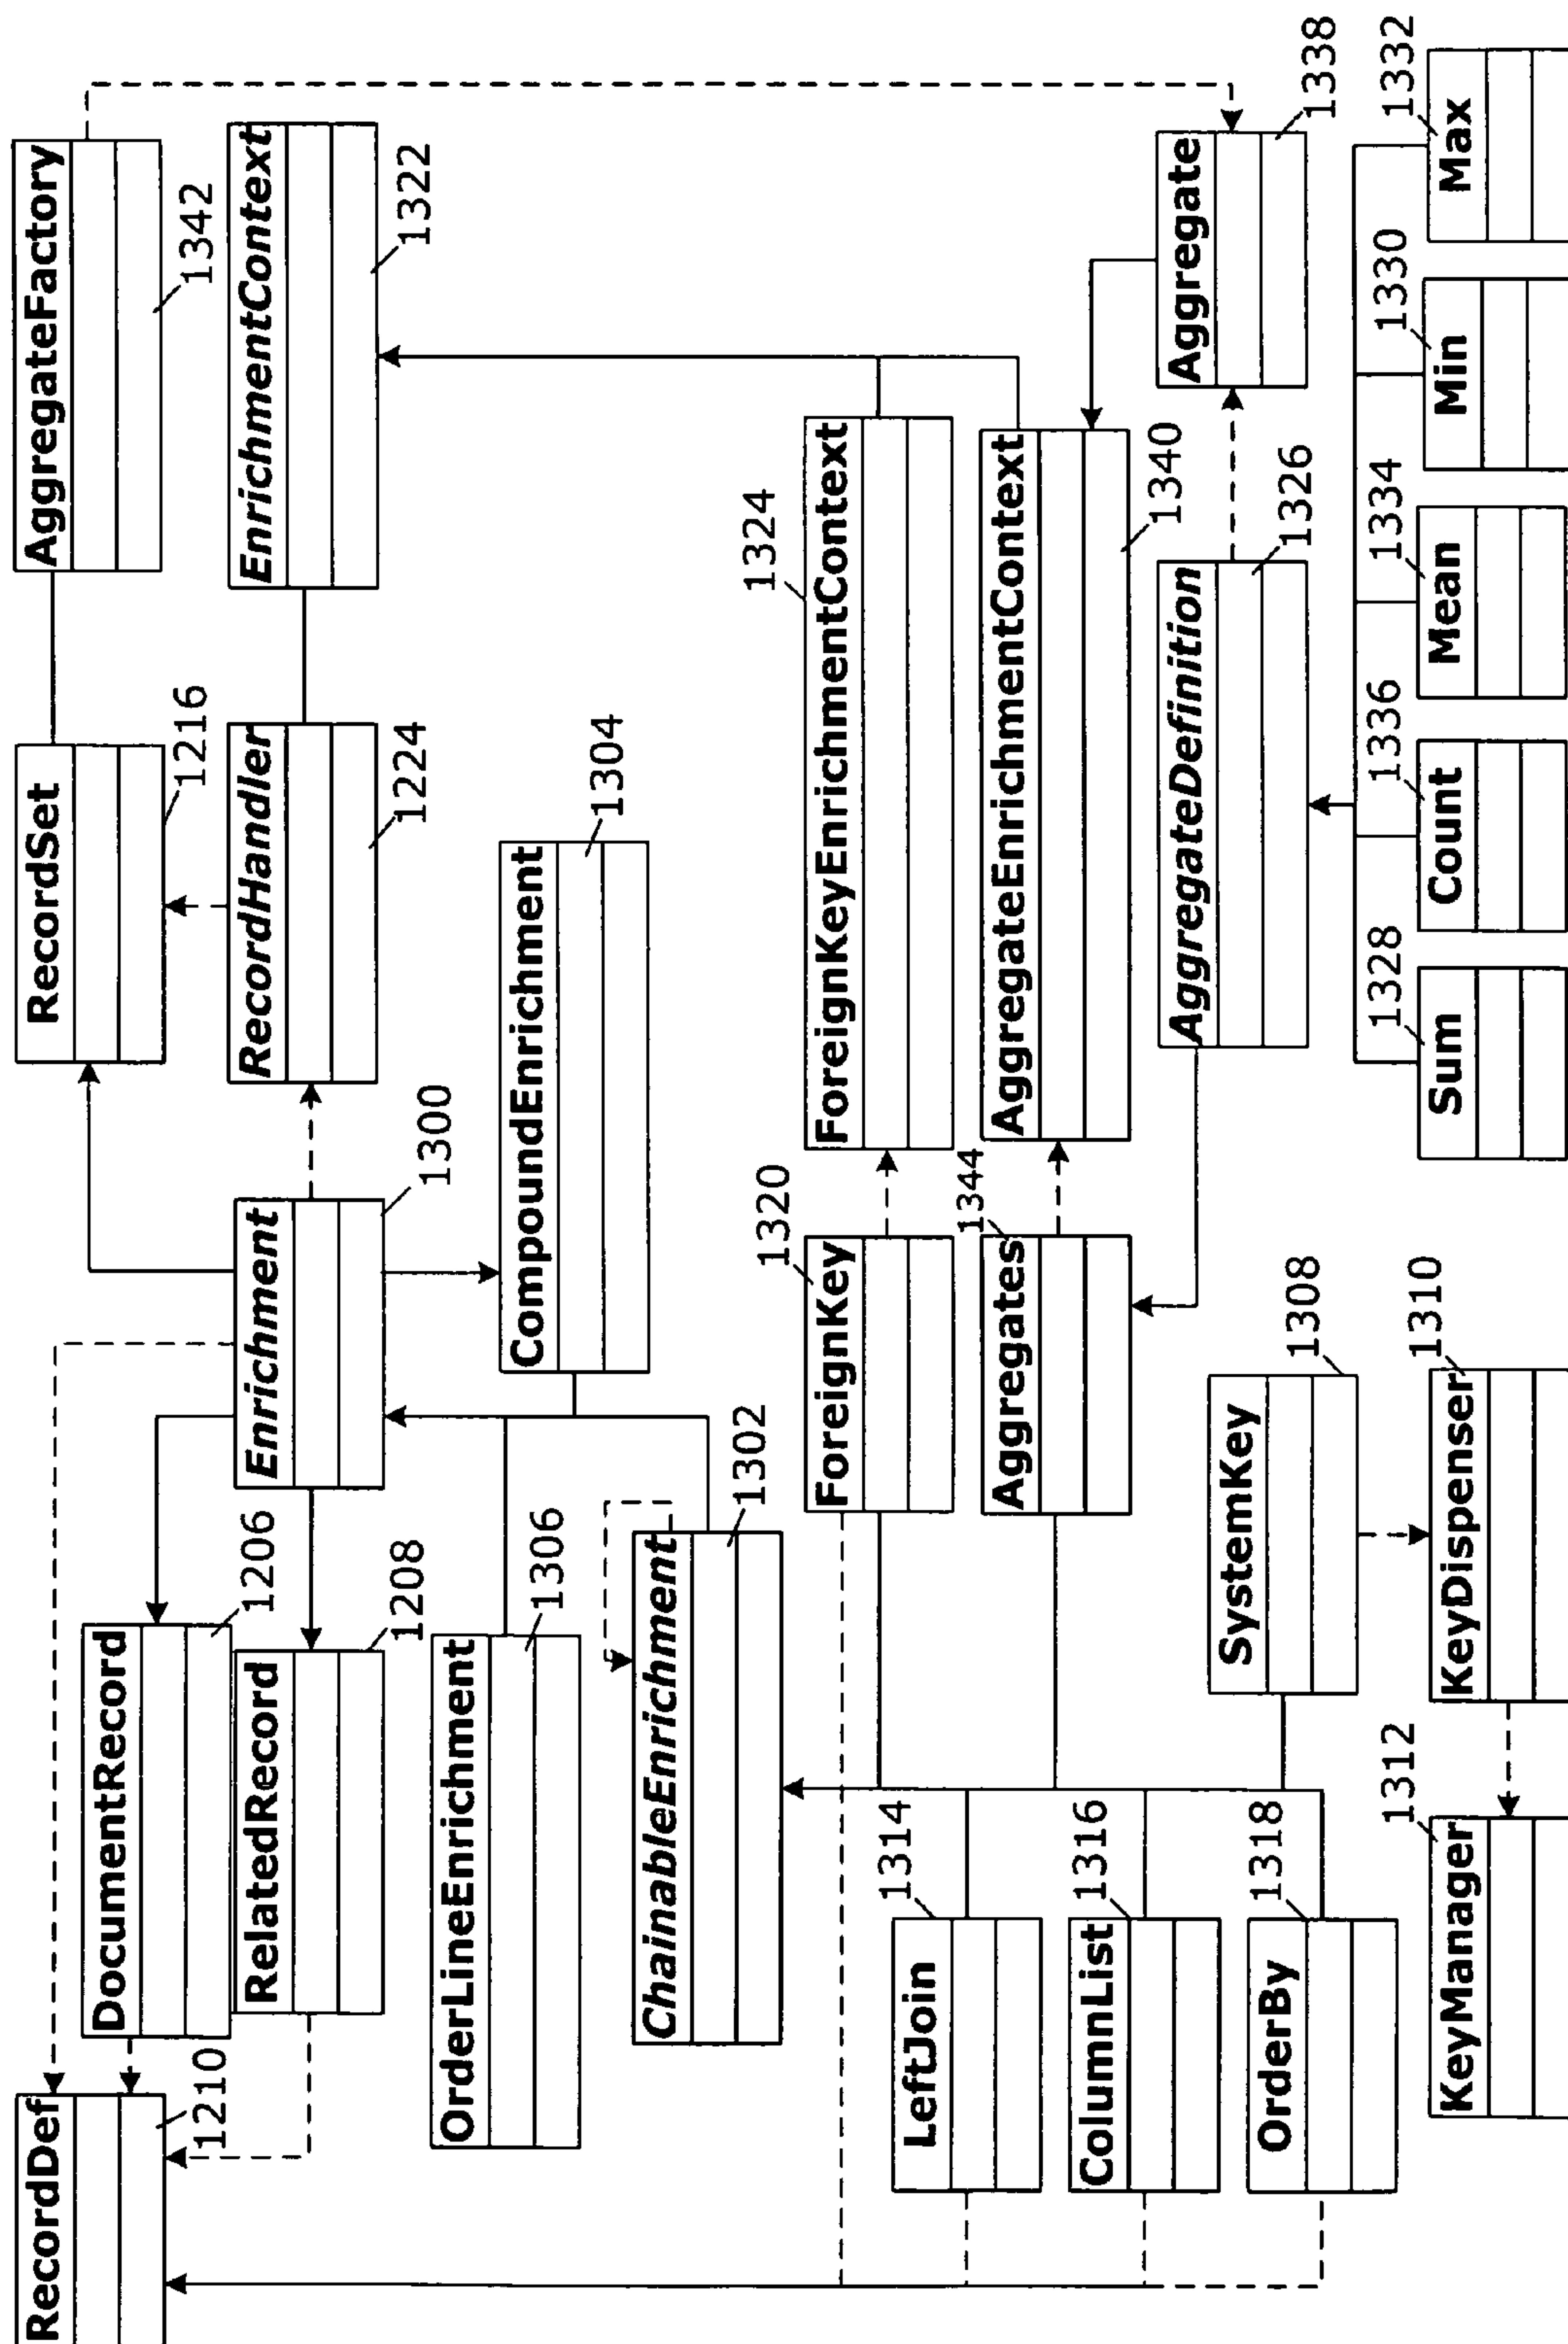 RecordDef
1210
DocumentRecord
1206
RelatedRecord
1208
Enrichment
1300
RecordSet
1216
RecordHandler
1224
AggregateFactory
1342
EnrichmentContext
1322
OrderLineEnrichment
1306
CompoundEnrichment
1304
ChainableEnrichment
1302
ForeignKey
1320
ForeignKeyEnrichmentContext
1324
LeftJoin
1314
Aggregates
1344
AggregateEnrichmentContext
1340
ColumnList
1316
SystemKey
1308
AggregateDefinition
1326
Aggregate
1338
OrderBy
1318
KeyManager
1312
KeyDispenser
1310
Sum
1328
Count
1336
Mean
1334
Min
1330
Max
1332